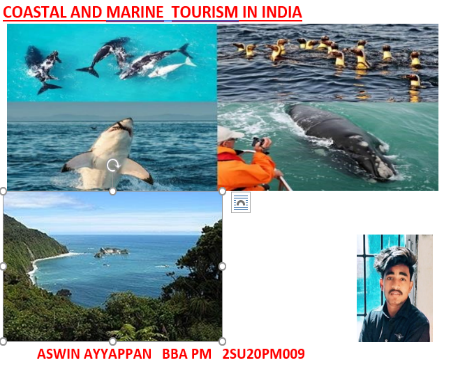 COASTAL AND MARINE TOURISM IN INDIA
ASWIN AYYAPPAN BBA PM 2SU20PM009